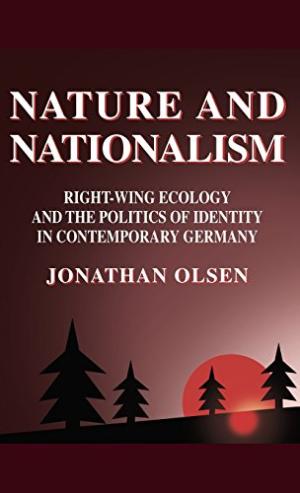 NATURE AND
NATIONALISM
RIGHT-WING ECOLOGY
AND THE POLITICS OF IDENTITY
IN CONTEMPORARY GERMANY
JONATHAN OLSEN